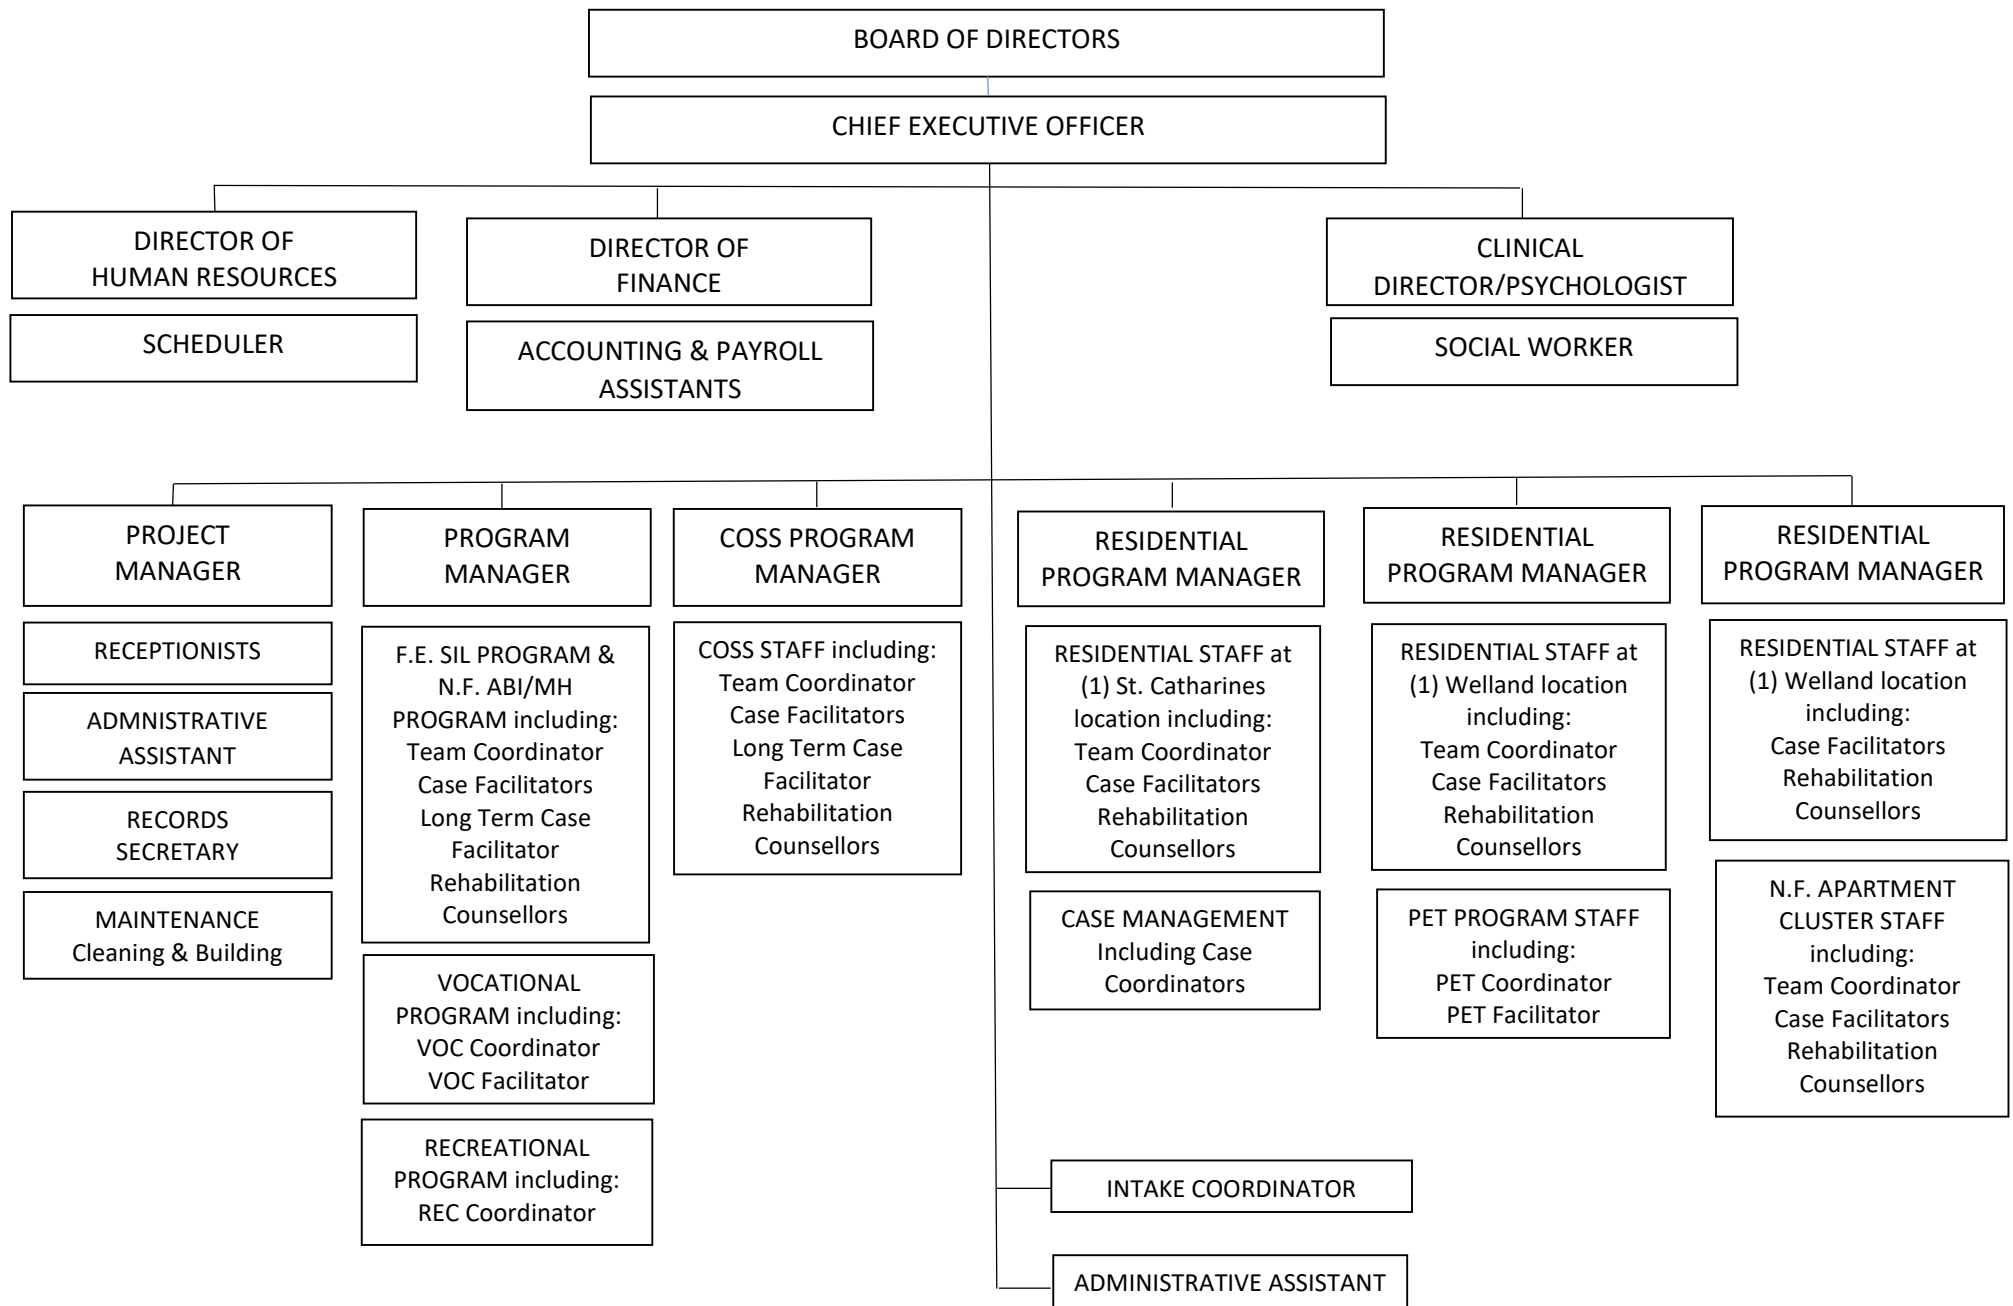 BOARD OF DIRECTORS
CHIEF EXECUTIVE OFFICER
DIRECTOR OF
HUMAN RESOURCES
SCHEDULER
DIRECTOR OF
FINANCE
ACCOUNTING & PAYROLL
ASSISTANTS
CLINICAL
DIRECTOR/PSYCHOLOGIST
SOCIAL WORKER
PROJECT
MANAGER
RECEPTIONISTS
ADMNISTRATIVE
ASSISTANT
RECORDS
SECRETARY
MAINTENANCE
Cleaning & Building
PROGRAM
MANAGER
F.E. SIL PROGRAM &
N.F. ABI/MH
PROGRAM including:
Team Coordinator
Case Facilitators
Long Term Case
Facilitator
Rehabilitation
Counsellors
VOCATIONAL
PROGRAM including:
VOC Coordinator
VOC Facilitator
RECREATIONAL
PROGRAM including:
REC Coordinator
COSS PROGRAM
MANAGER
COSS STAFF including:
Team Coordinator
Case Facilitators
Long Term Case
Facilitator
Rehabilitation
Counsellors
RESIDENTIAL
PROGRAM MANAGER
RESIDENTIAL STAFF at
(1) St. Catharines
location including:
Team Coordinator
Case Facilitators
Rehabilitation
Counsellors
CASE MANAGEMENT
Including Case
Coordinators
RESIDENTIAL
PROGRAM MANAGER
RESIDENTIAL STAFF at
(1) Welland location
including:
Team Coordinator
Case Facilitators
Rehabilitation
Counsellors
PET PROGRAM STAFF
including:
PET Coordinator
PET Facilitator
RESIDENTIAL
PROGRAM MANAGER
RESIDENTIAL STAFF at
(1) Welland location
including:
Case Facilitators
Rehabilitation
Counsellors
N.F. APARTMENT
CLUSTER STAFF
including:
Team Coordinator
Case Facilitators
Rehabilitation
Counsellors
INTAKE COORDINATOR
ADMINISTRATIVE ASSISTANT